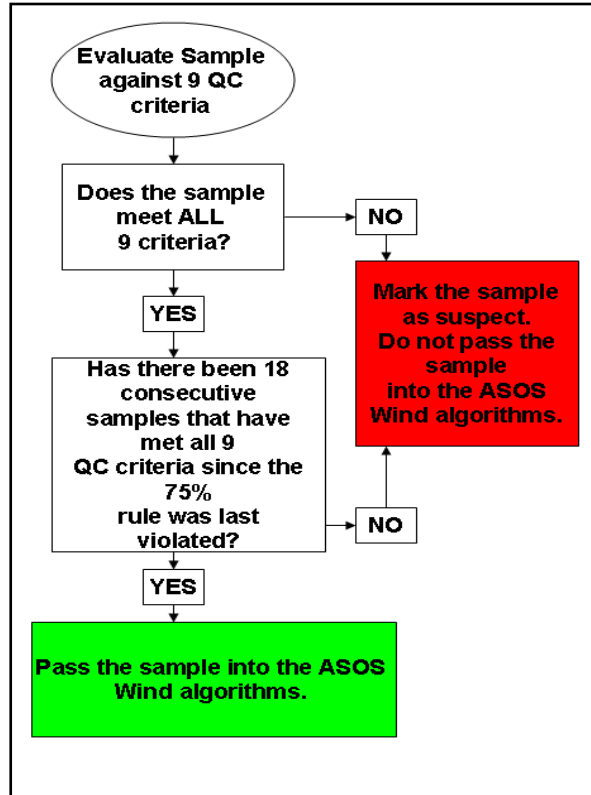 Evaluate Sample
against 9 QC
criteria
Does the sample
meet ALL
9 criteria?
NO
YES
Mark the sample
as suspect.
Do not pass the
sample
into the ASOS
Wind algorithms.
Has there been 18
consecutive
samples that have
met all 9
QC criteria since the
75%
rule was last
violated?
NO
YES
Pass the sample into the ASOS
Wind algorithms.